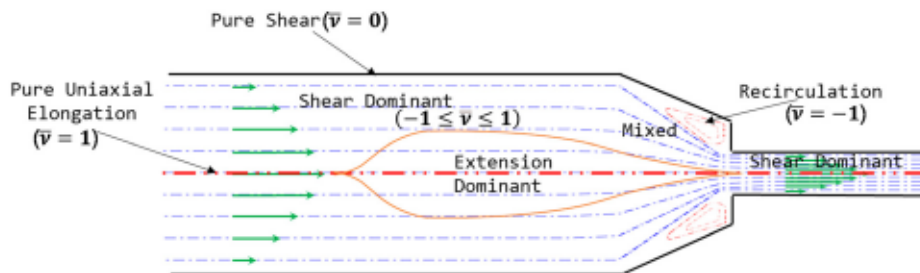 Pure Shear(v̅=0)
Pure Uniaxial
Elongation
(v̅=1)
Shear Dominant
(−1 ≤ v̅ ≤ 1)
Mixed
Recirculation
(v̅=−1)
Extension
Dominant
Shear Dominant